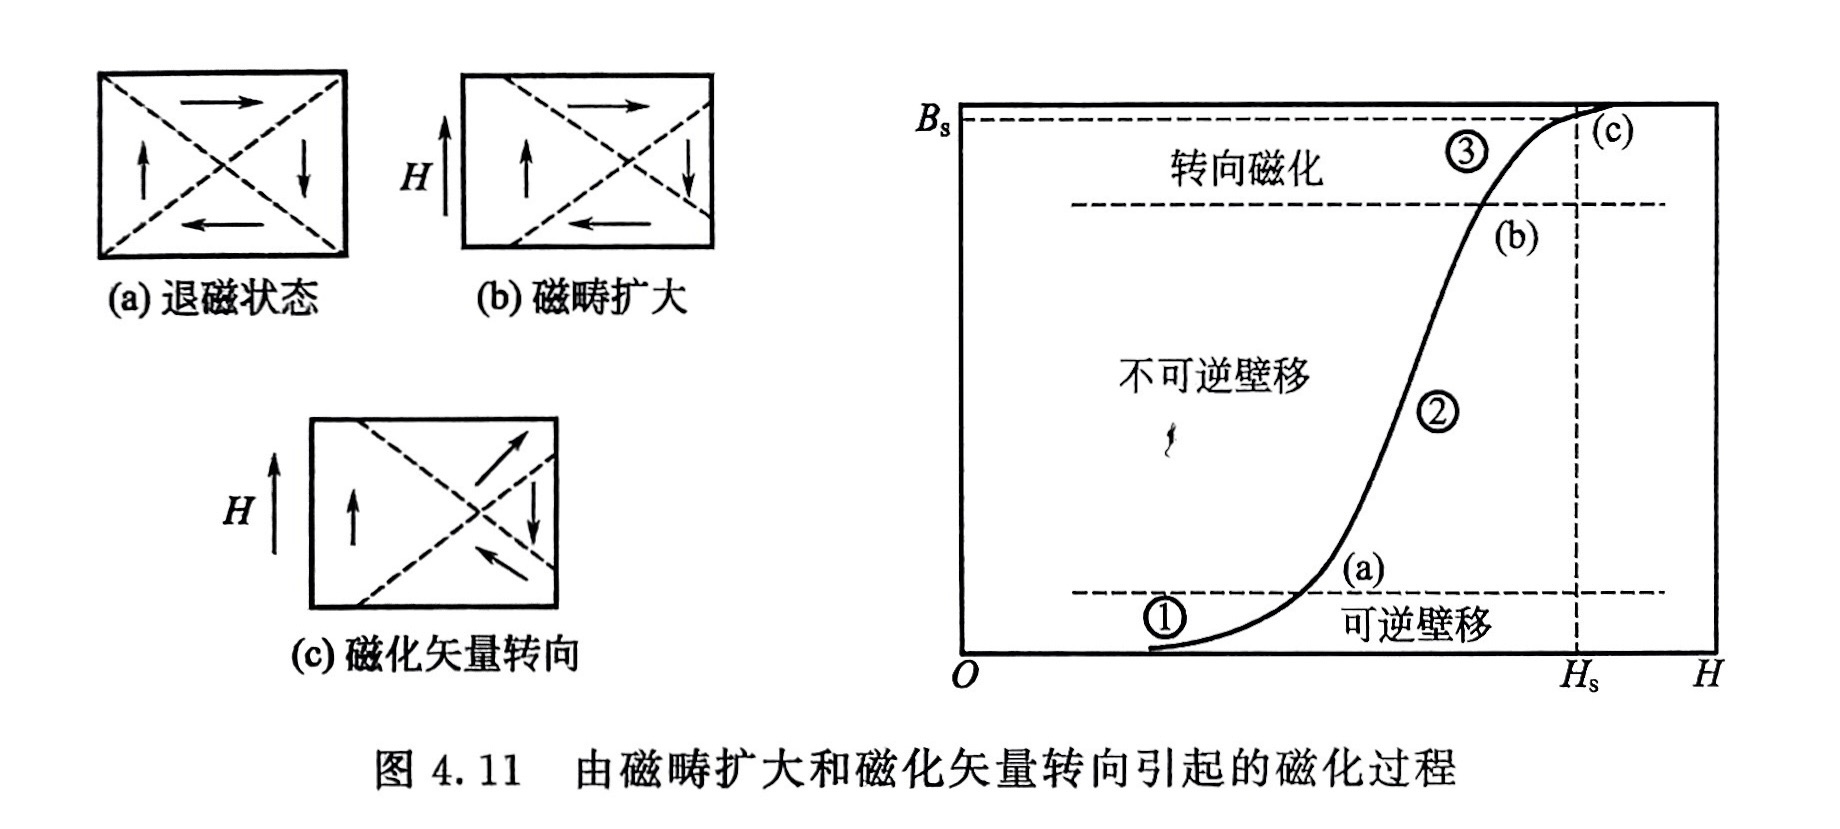 H
(a) 退磁状态
(b) 磁畴扩大
H
(c) 磁化矢量转向
Bs
③
(c)
转向磁化
(b)
不可逆壁移
②
(a)
①
可逆壁移
O
Hs
H
图 4.11 由磁畴扩大和磁化矢量转向引起的磁化过程